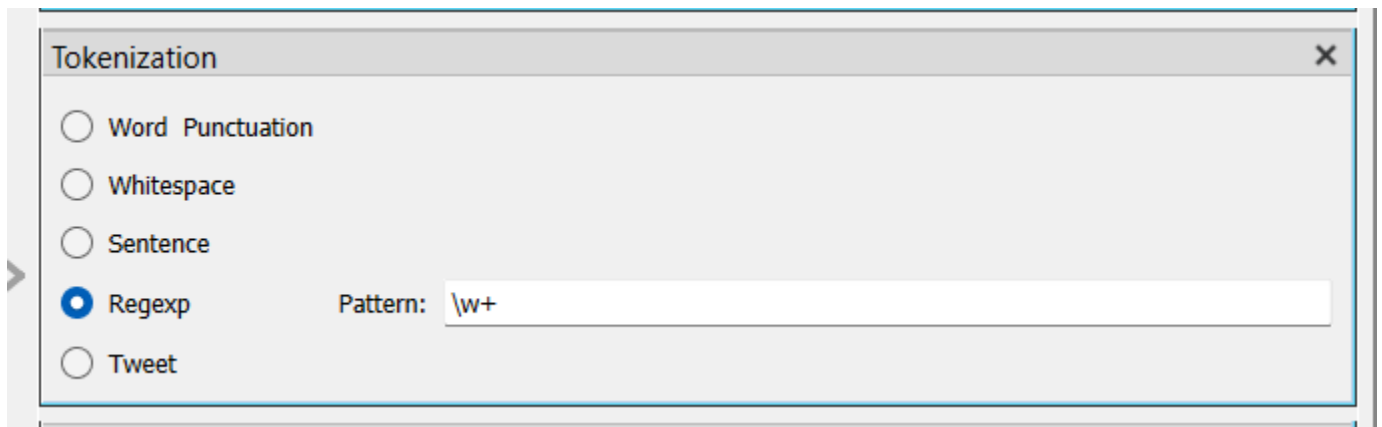 Tokenization
Word Punctuation
Whitespace
Sentence
Regexp Pattern: \w+
Tweet